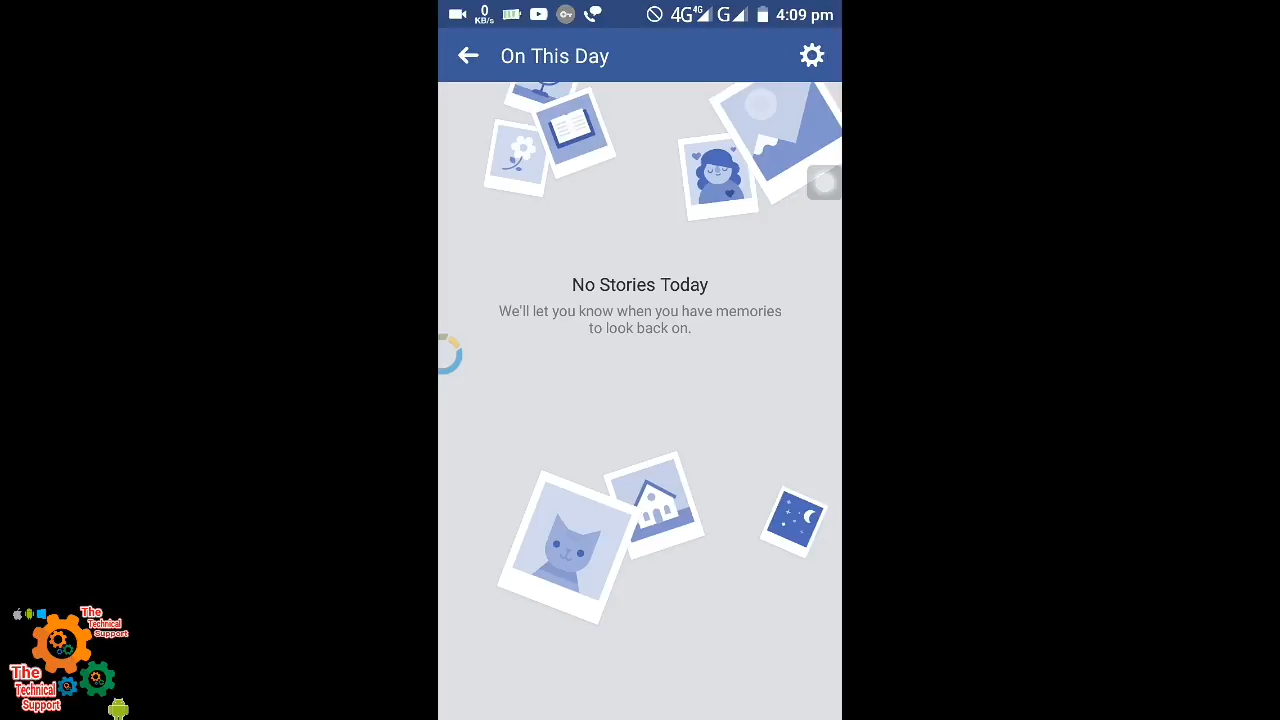 0
KB/s
4G 4G G 4:09 pm
On This Day
No Stories Today
We'll let you know when you have memories
to look back on.
The
Technical
Support
The
Technical
Support